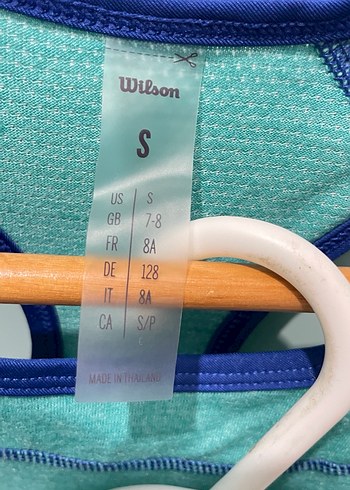 Wilson
S
US S
GB 7-8
FR 8A
DE 128
IT 8A
CA S/P
MADE IN THAILAND